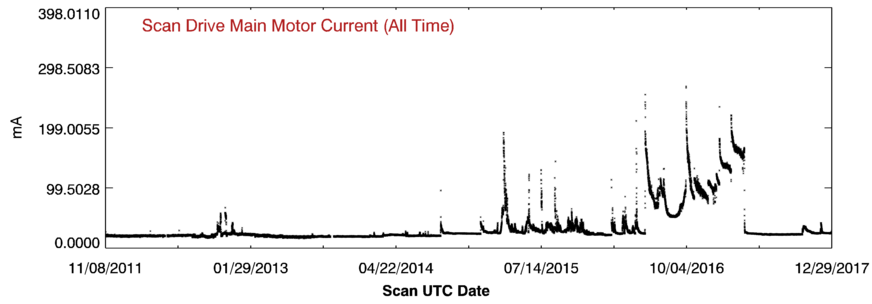 398.0110
Scan Drive Main Motor Current (All Time)
298.5083
mA
199.0055
99.5028
0.0000
11/08/2011 01/29/2013 04/22/2014 07/14/2015 10/04/2016 12/29/2017
Scan UTC Date